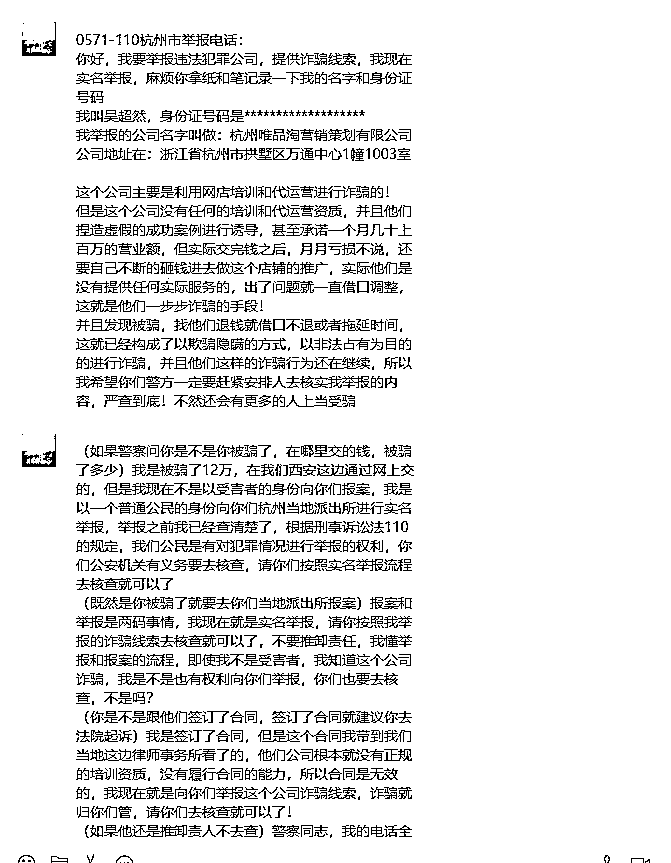 0571-110杭州市举报电话：
你好，我要举报违法犯罪公司，提供诈骗线索，我现在
实名举报，麻烦你拿纸和笔记录一下我的名字和身份证
号码
我叫吴超然，身份证号码是******************
我举报的公司名字叫做：杭州唯品淘营销策划有限公司
公司地址在：浙江省杭州市拱墅区万通中心1幢1003室
这个公司主要是利用网店培训和代运营进行诈骗的！
但是这个公司没有任何的培训和代运营资质，并且他们
捏造虚假的成功案例进行诱导，甚至承诺一个月几十上
百万的营业额，但实际交完钱之后，月月亏损不说，还
要自己不断的砸钱进去做这个店铺的推广，实际他们是
没有提供任何实际服务的，出了问题就一直借口调整，
这就是他们一步步诈骗的手段！
并且发现被骗，找他们退钱就借口不退或者拖延时间，
这就已经构成了以欺骗隐瞒的方式，以非法占有为目的
的进行诈骗，并且他们这样的诈骗行为还在继续，所以
我希望你们警方一定要赶紧安排人去核实我举报的内
容，严查到底！不然还会有更多的人上当受骗
（如果警察问你是不是你被骗了，在哪里交的钱，被骗
了多少）我是被骗了12万，在我们西安这边通过网上交
的，但是我现在不是以受害者的身份向你们报案，我是
以一个普通公民的身份向你们杭州当地派出所进行实名
举报，举报之前我已经查清楚了，根据刑事诉讼法110
的规定，我们公民是有对犯罪情况进行举报的权利，你
们公安机关有义务要去核查，请你们按照实名举报流程
去核查就可以了
（既然是你被骗了就要去你们当地派出所报案）报案和
举报是两码事情，我现在就是实名举报，请你按照我举
报的诈骗线索去核查就可以了，不要推卸责任，我懂举
报和报案的流程，即使我不是受害者，我知道这个公司
诈骗，我是不是也有权利向你们举报，你们也要去核
查，不是吗？
（你是不是跟他们签订了合同，签订了合同就建议你去
法院起诉）我是签订了合同，但是这个合同我带到我们
当地这边律师事务所看了的，他们公司根本就没有正规
的培训资质，没有履行合同的能力，所以合同是无效
的，我现在就是向你们举报这个公司诈骗线索，诈骗就
归你们管，请你们去核查就可以了！
（如果他还是推卸责人不去查）警察同志，我的电话全